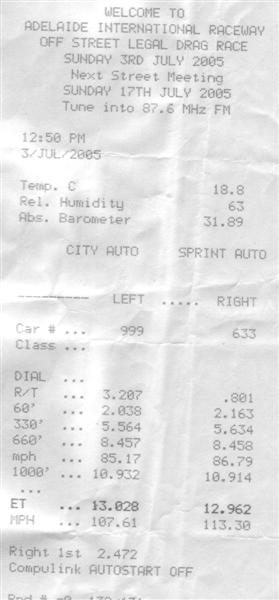 WELCOME TO
ADELAIDE INTERNATIONAL RACEWAY
OFF STREET LEGAL DRAG RACE
SUNDAY 3RD JULY 2005
Next Street Meeting
SUNDAY 17TH JULY 2005
Tune into 87.6 MHz FM
12:50 PM
3/JUL/2005
Temp. C 18.8
Rel. Humidity 63
Abs. Barometer 31.89
CITY AUTO SPRINT AUTO
---------- LEFT ..... RIGHT
Car # ... 999 633
Class ...
DIAL ...
R/T ... 3.207 .801
60' ... 2.038 2.163
330' ... 5.564 5.634
660' ... 8.457 8.458
mph ... 85.17 86.79
1000' ... 10.932 10.914
...
ET ... 13.028 12.962
MPH ... 107.61 113.30
Right 1st 2.472
Compulink AUTOSTART OFF